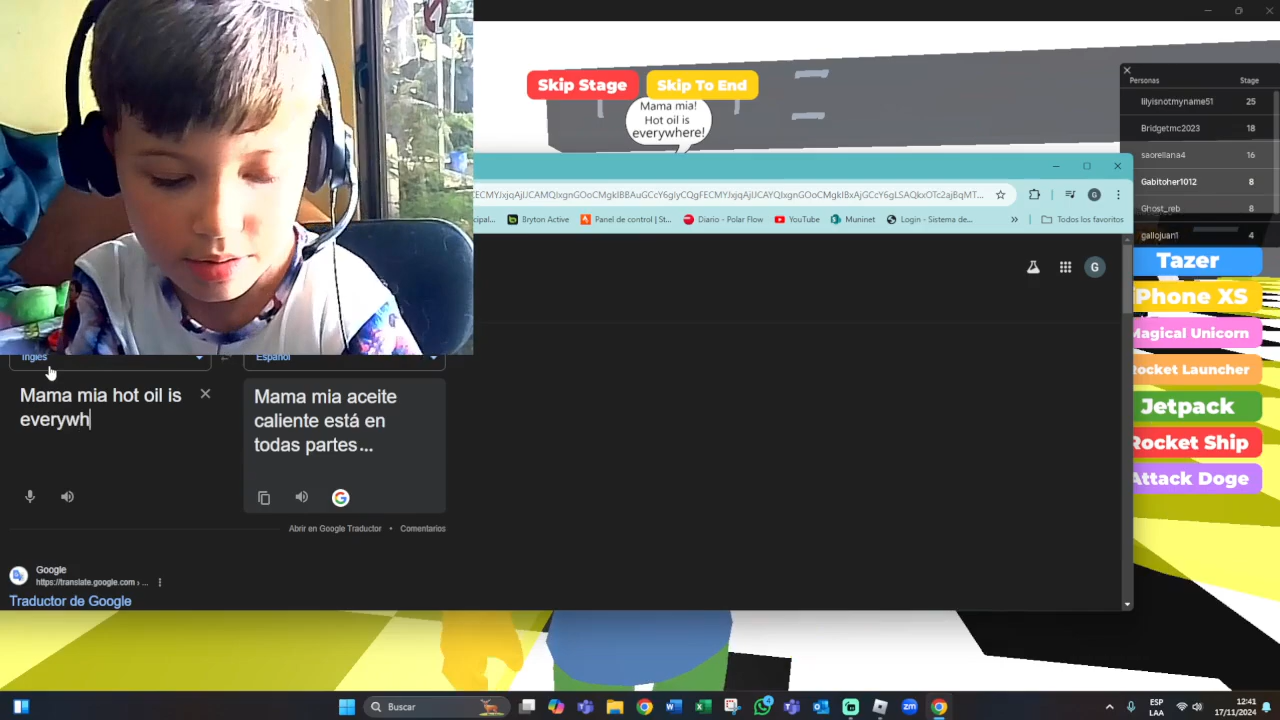 Skip Stage
Skip To End
Mama mia!
Hot oil is
everywhere!
Personas
Stage
lilyisnotmyname51 25
Bridgetmc2023 18
saorellana4 16
Gabitoher1012 8
Ghost_reb 8
gallojuan1 4
Bryton Active
Panel de control | St...
Diario - Polar Flow
YouTube
Muninet
Login - Sistema de...
»
Todos los favoritos
G
Tazer
iPhone XS
Magical Unicorn
Rocket Launcher
Jetpack
Rocket Ship
Attack Doge
Inglés
Español
Mama mia hot oil is
everywh
Mama mia aceite
caliente está en
todas partes...
Abrir en Google Traductor • Comentarios
Google
https://translate.google.com › ...
Traductor de Google
Buscar
ESP
LAA
12:41
17/11/2024